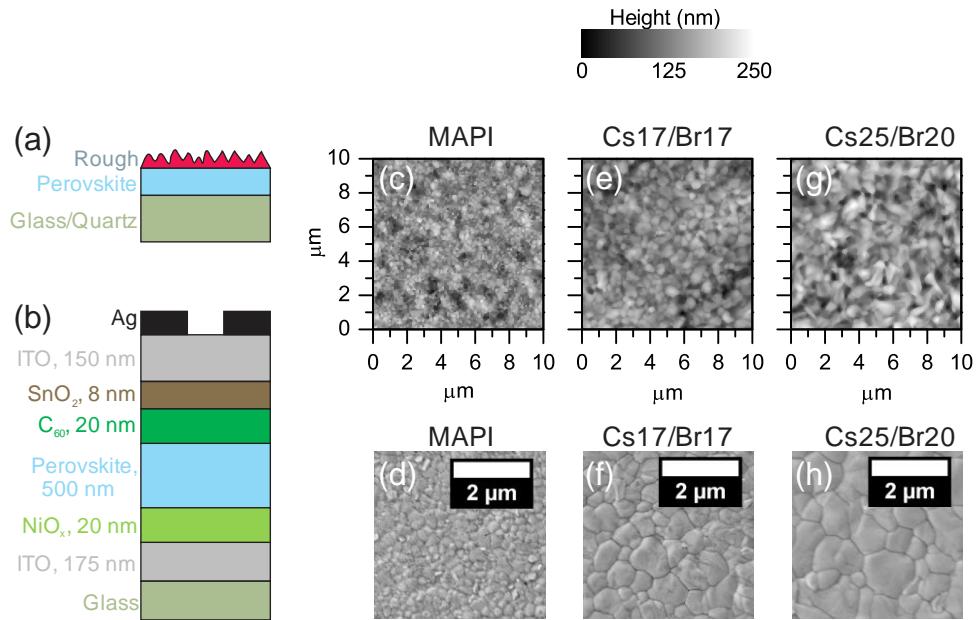 Height (nm)
0 125 250
(a)
Rough
Perovskite
Glass/Quartz
(b)
Ag
ITO, 150 nm
SnO₂, 8 nm
C₆₀, 20 nm
Perovskite,
500 nm
NiOₓ, 20 nm
ITO, 175 nm
Glass
MAPI
(c)
10
8
6
4
2
0
μm
0 2 4 6 8 10
μm
Cs17/Br17
(e)
0 2 4 6 8 10
μm
Cs25/Br20
(g)
0 2 4 6 8 10
μm
MAPI
(d)
2 μm
Cs17/Br17
(f)
2 μm
Cs25/Br20
(h)
2 μm